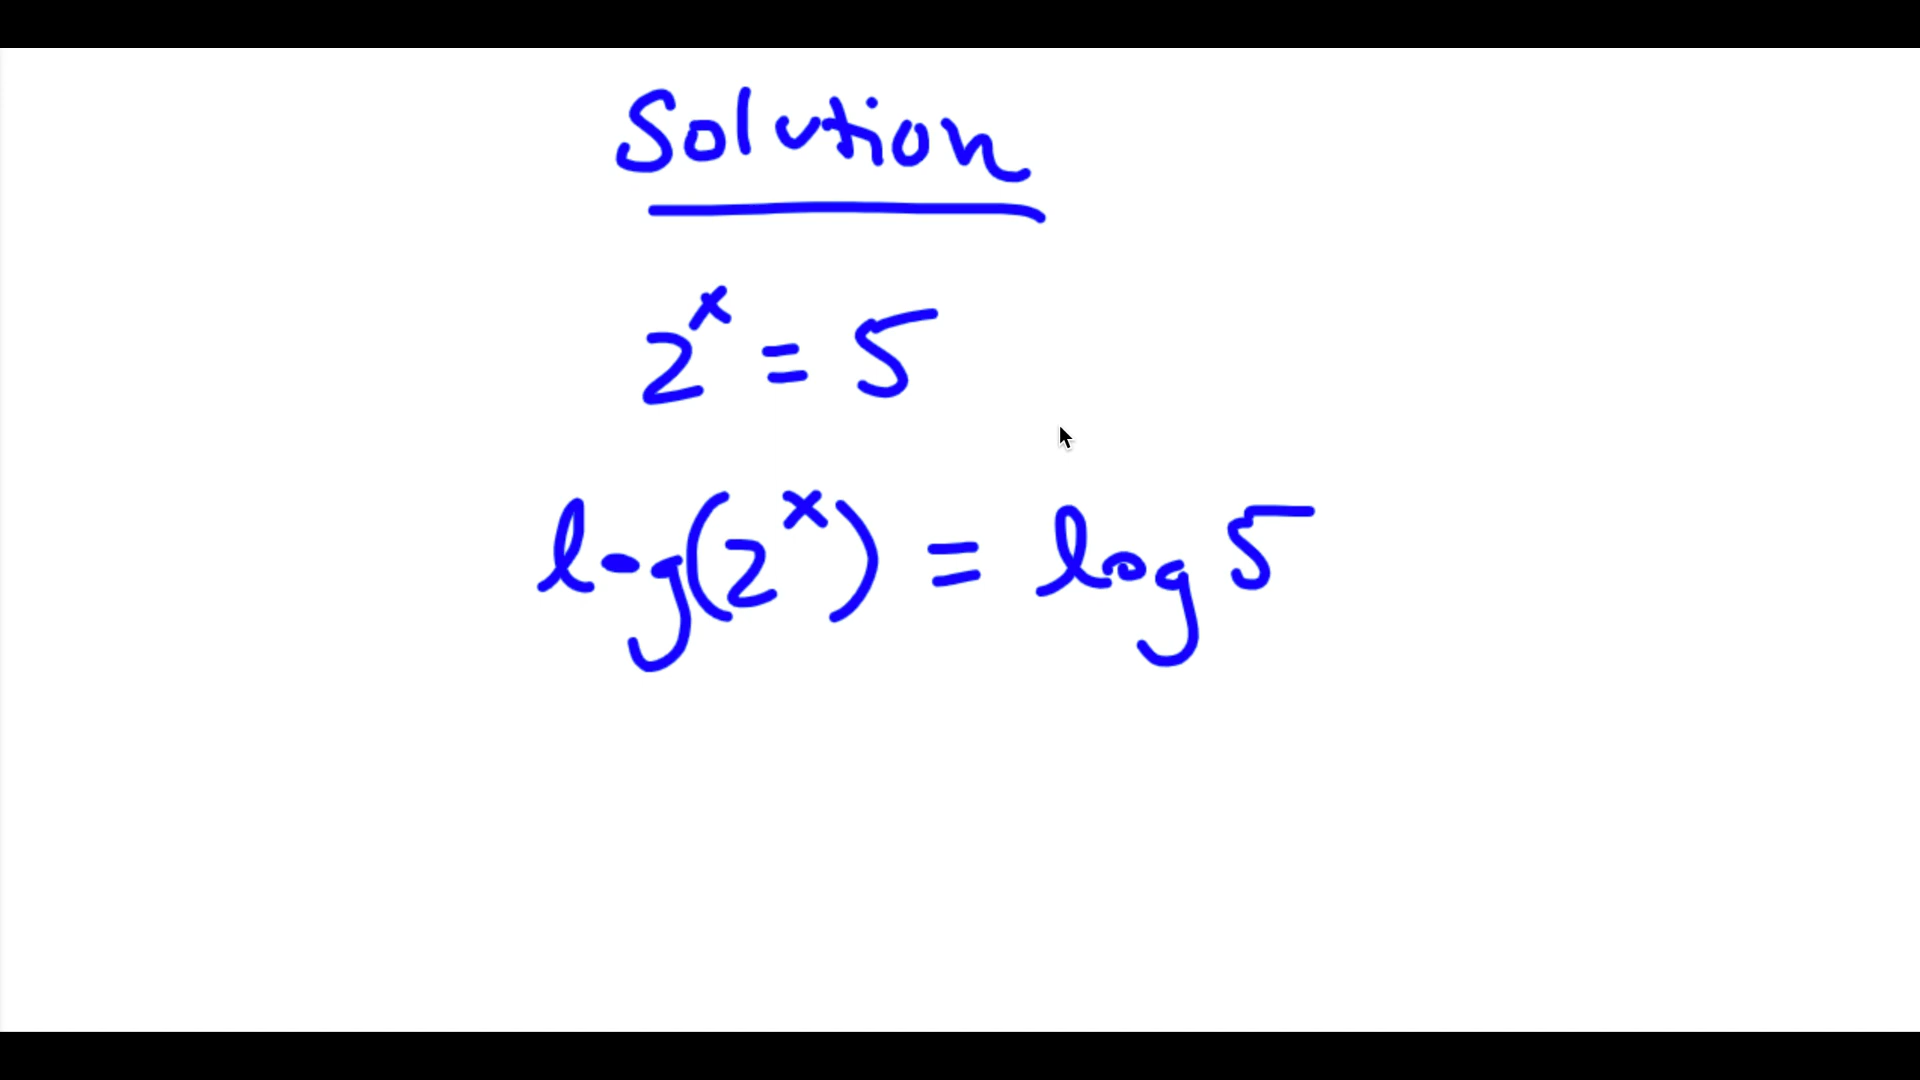 Solution
2^x = 5
log(2^x) = log 5